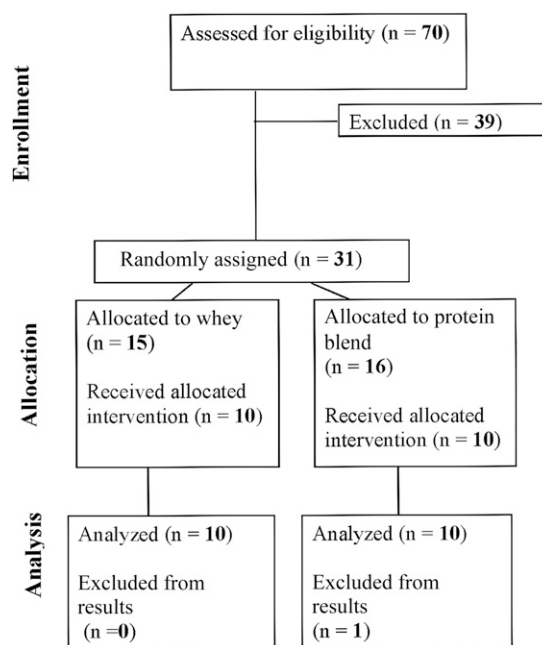 Enrollment
Assessed for eligibility (n = 70)
Excluded (n = 39)
Randomly assigned (n = 31)
Allocation
Allocated to whey
(n = 15)
Received allocated
intervention (n = 10)
Allocated to protein
blend
(n = 16)
Received allocated
intervention (n = 10)
Analysis
Analyzed (n = 10)
Excluded from
results
(n =0)
Analyzed (n = 10)
Excluded from
results
(n = 1)